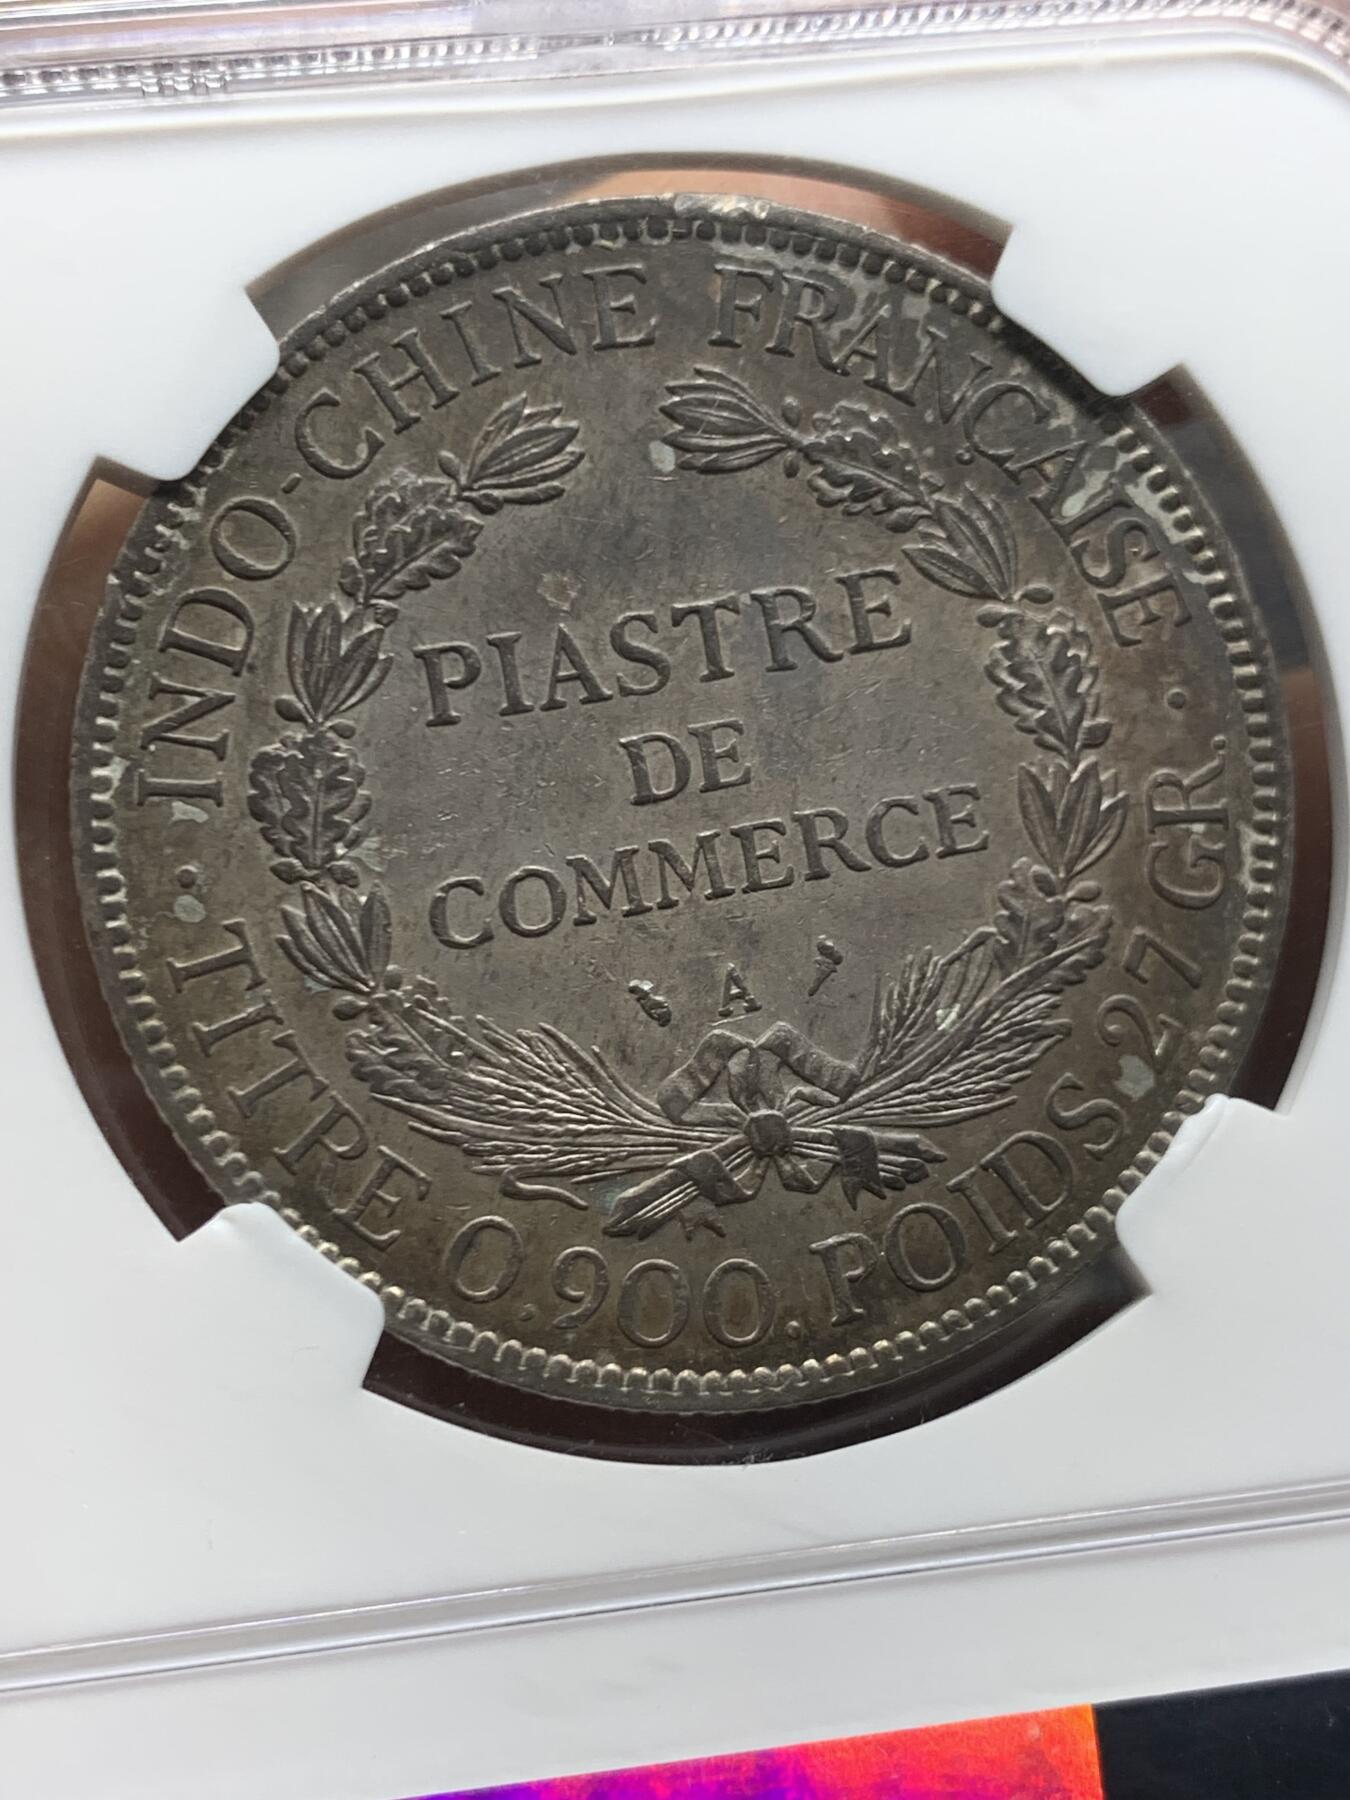 · INDO-CHINE FRANÇAISE ·
PIASTRE
DE
COMMERCE
A
TITRE 0,900. POIDS 27 GR.